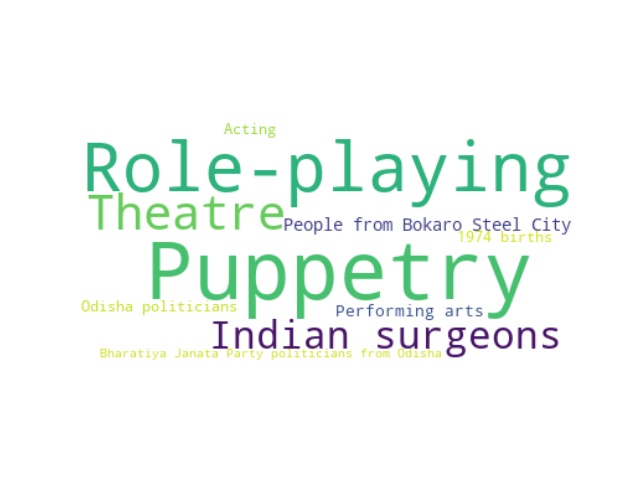 Acting
Role-playing
Theatre
People from Bokaro Steel City
1974 births
Puppetry
Odisha politicians
Performing arts
Indian surgeons
Bharatiya Janata Party politicians from Odisha